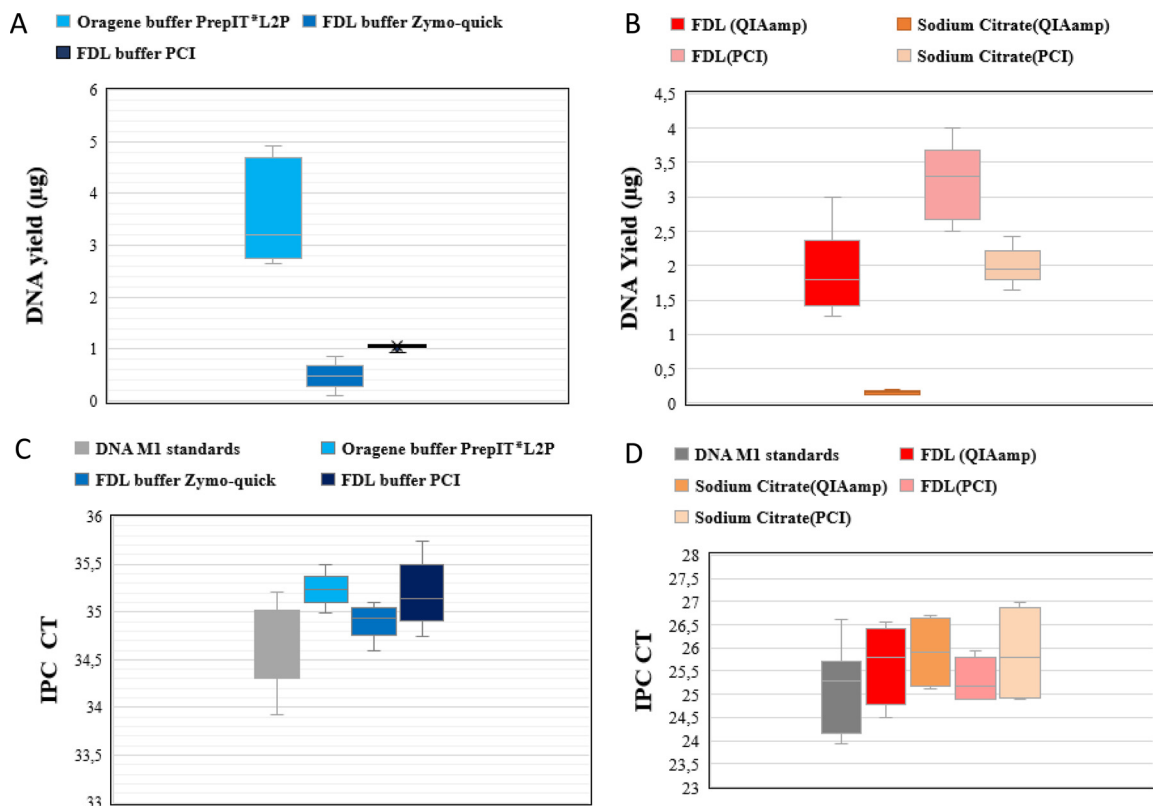 A
Oragene buffer PrepIT*L2P
FDL buffer Zymo-quick
FDL buffer PCI
DNA yield (µg)
6
5
4
3
2
1
0
B
FDL (QIAamp)
Sodium Citrate(QIAamp)
FDL(PCI)
Sodium Citrate(PCI)
DNA Yield (µg)
4,5
4
3,5
3
2,5
2
1,5
1
0,5
0
C
DNA M1 standards
Oragene buffer PrepIT*L2P
FDL buffer Zymo-quick
FDL buffer PCI
IPC CT
36
35,5
35
34,5
34
33,5
33
D
DNA M1 standards
FDL (QIAamp)
Sodium Citrate(QIAamp)
FDL(PCI)
Sodium Citrate(PCI)
IPC CT
28
27,5
27
26,5
26
25,5
25
24,5
24
23,5
23